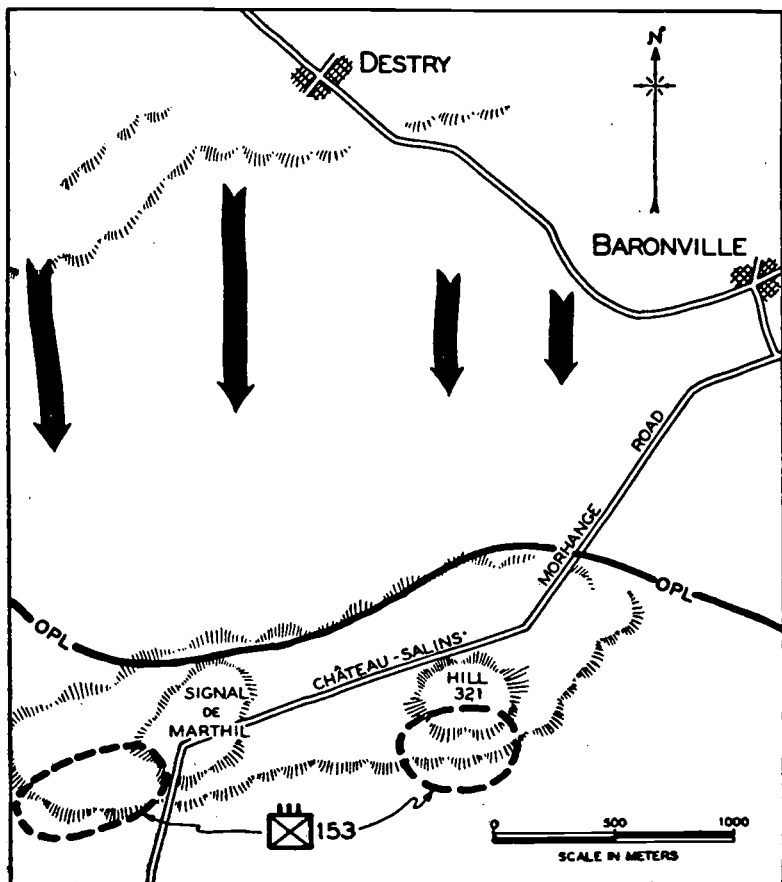 DESTRY
N
BARONVILLE
MORHANGE ROAD
OPL
OPL
CHÂTEAU-SALINS-
HILL
321
SIGNAL
DE
MARTHIL
153
0 500 1000
SCALE IN METERS